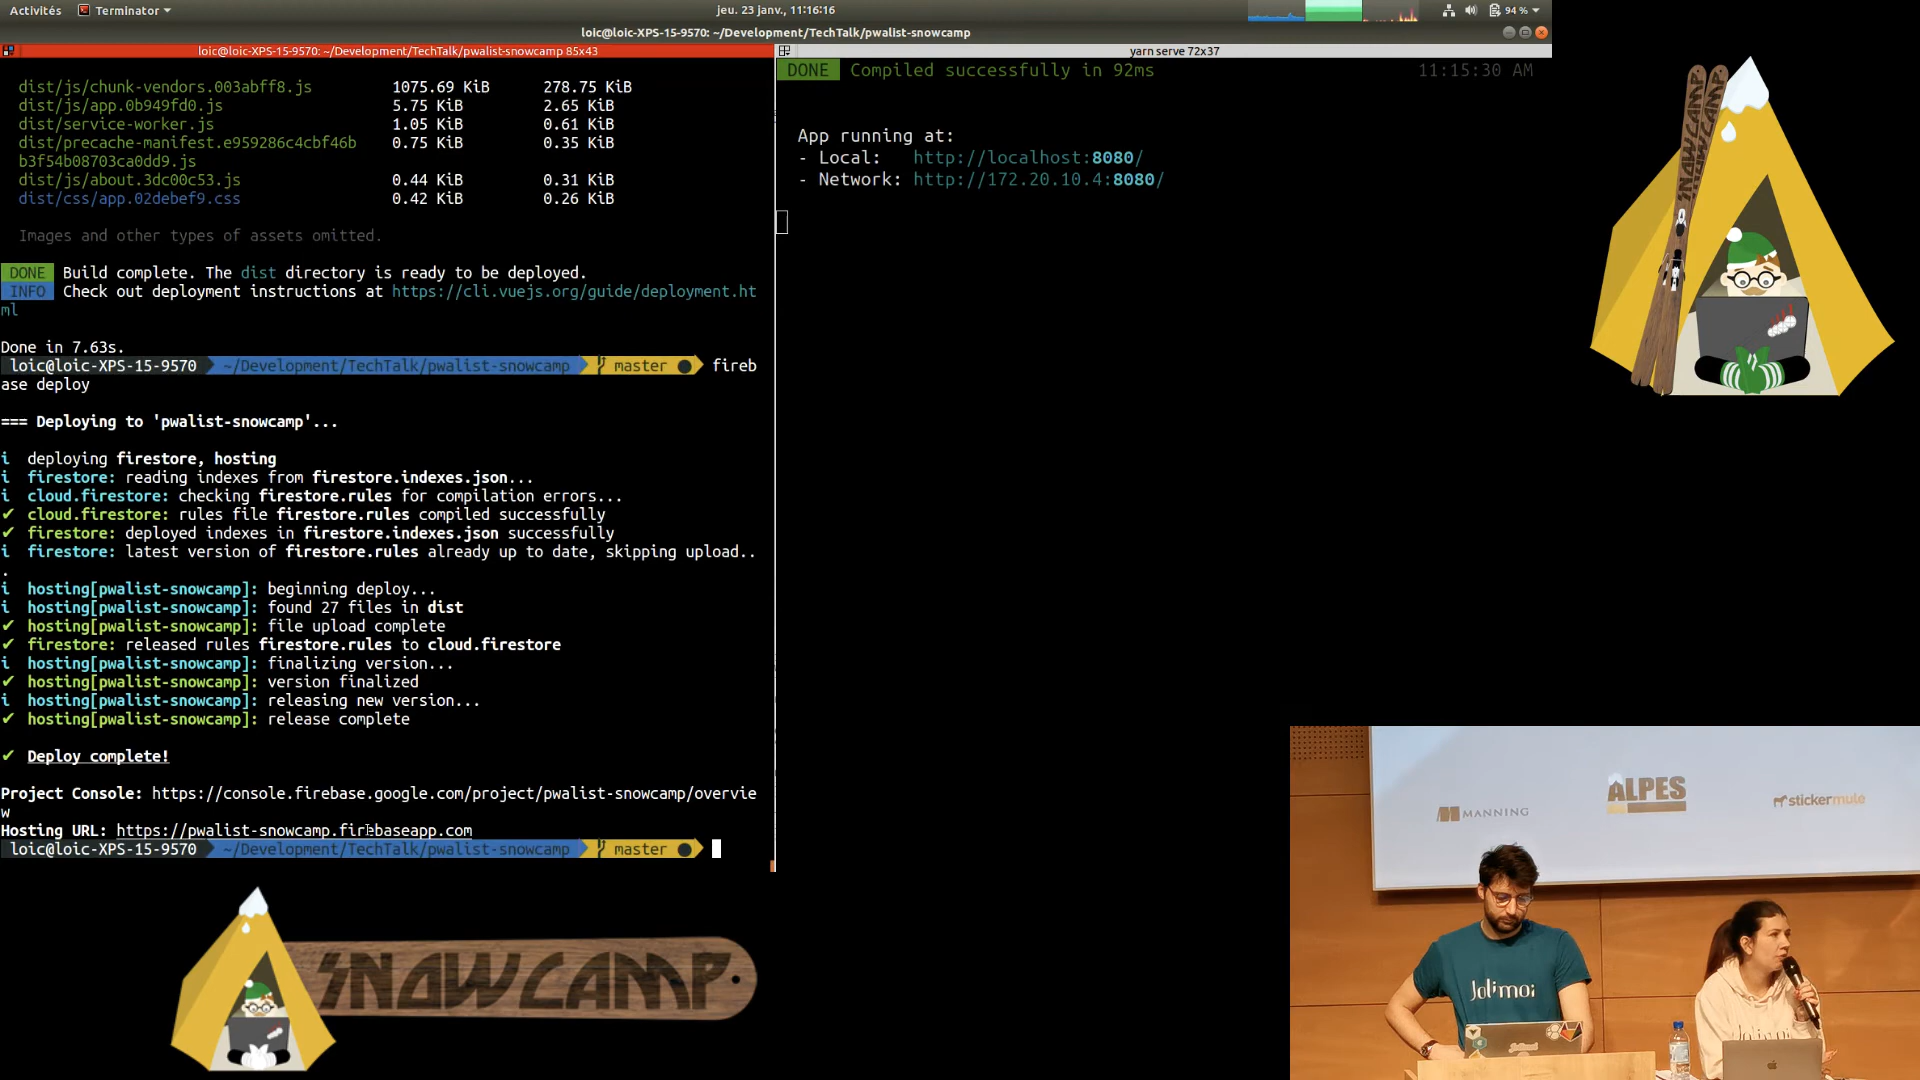 Activités
Terminator
jeu. 23 janv., 11:16:16
94 %
loic@loic-XPS-15-9570: ~/Development/TechTalk/pwalist-snowcamp
loic@loic-XPS-15-9570: ~/Development/TechTalk/pwalist-snowcamp 85x43
dist/js/chunk-vendors.003abff8.js 1075.69 KiB 278.75 KiB
dist/js/app.0b949fd0.js 5.75 KiB 2.65 KiB
dist/service-worker.js 1.05 KiB 0.61 KiB
dist/precache-manifest.e959286c4cbf46b 0.75 KiB 0.35 KiB
b3f54b08703ca0dd9.js
dist/js/about.3dc00c53.js 0.44 KiB 0.31 KiB
dist/css/app.02debef9.css 0.42 KiB 0.26 KiB
Images and other types of assets omitted.
DONE Build complete. The dist directory is ready to be deployed.
INFO Check out deployment instructions at https://cli.vuejs.org/guide/deployment.ht
ml
Done in 7.63s.
loic@loic-XPS-15-9570 ~/Development/TechTalk/pwalist-snowcamp master ● fireb
ase deploy
=== Deploying to 'pwalist-snowcamp'...
i deploying firestore, hosting
i firestore: reading indexes from firestore.indexes.json...
i cloud.firestore: checking firestore.rules for compilation errors...
✔ cloud.firestore: rules file firestore.rules compiled successfully
✔ firestore: deployed indexes in firestore.indexes.json successfully
i firestore: latest version of firestore.rules already up to date, skipping upload..
.
i hosting[pwalist-snowcamp]: beginning deploy...
i hosting[pwalist-snowcamp]: found 27 files in dist
✔ hosting[pwalist-snowcamp]: file upload complete
✔ firestore: released rules firestore.rules to cloud.firestore
i hosting[pwalist-snowcamp]: finalizing version...
✔ hosting[pwalist-snowcamp]: version finalized
i hosting[pwalist-snowcamp]: releasing new version...
✔ hosting[pwalist-snowcamp]: release complete
✔ Deploy complete!
Project Console: https://console.firebase.google.com/project/pwalist-snowcamp/overvie
w
Hosting URL: https://pwalist-snowcamp.firebaseapp.com
loic@loic-XPS-15-9570 ~/Development/TechTalk/pwalist-snowcamp master ●
yarn serve 72x37
DONE Compiled successfully in 92ms 11:15:30 AM
App running at:
- Local: http://localhost:8080/
- Network: http://172.20.10.4:8080/
SNOWCAMP
SNOWCAMP
MANNING
ALPES
stickermule
Jolimoi